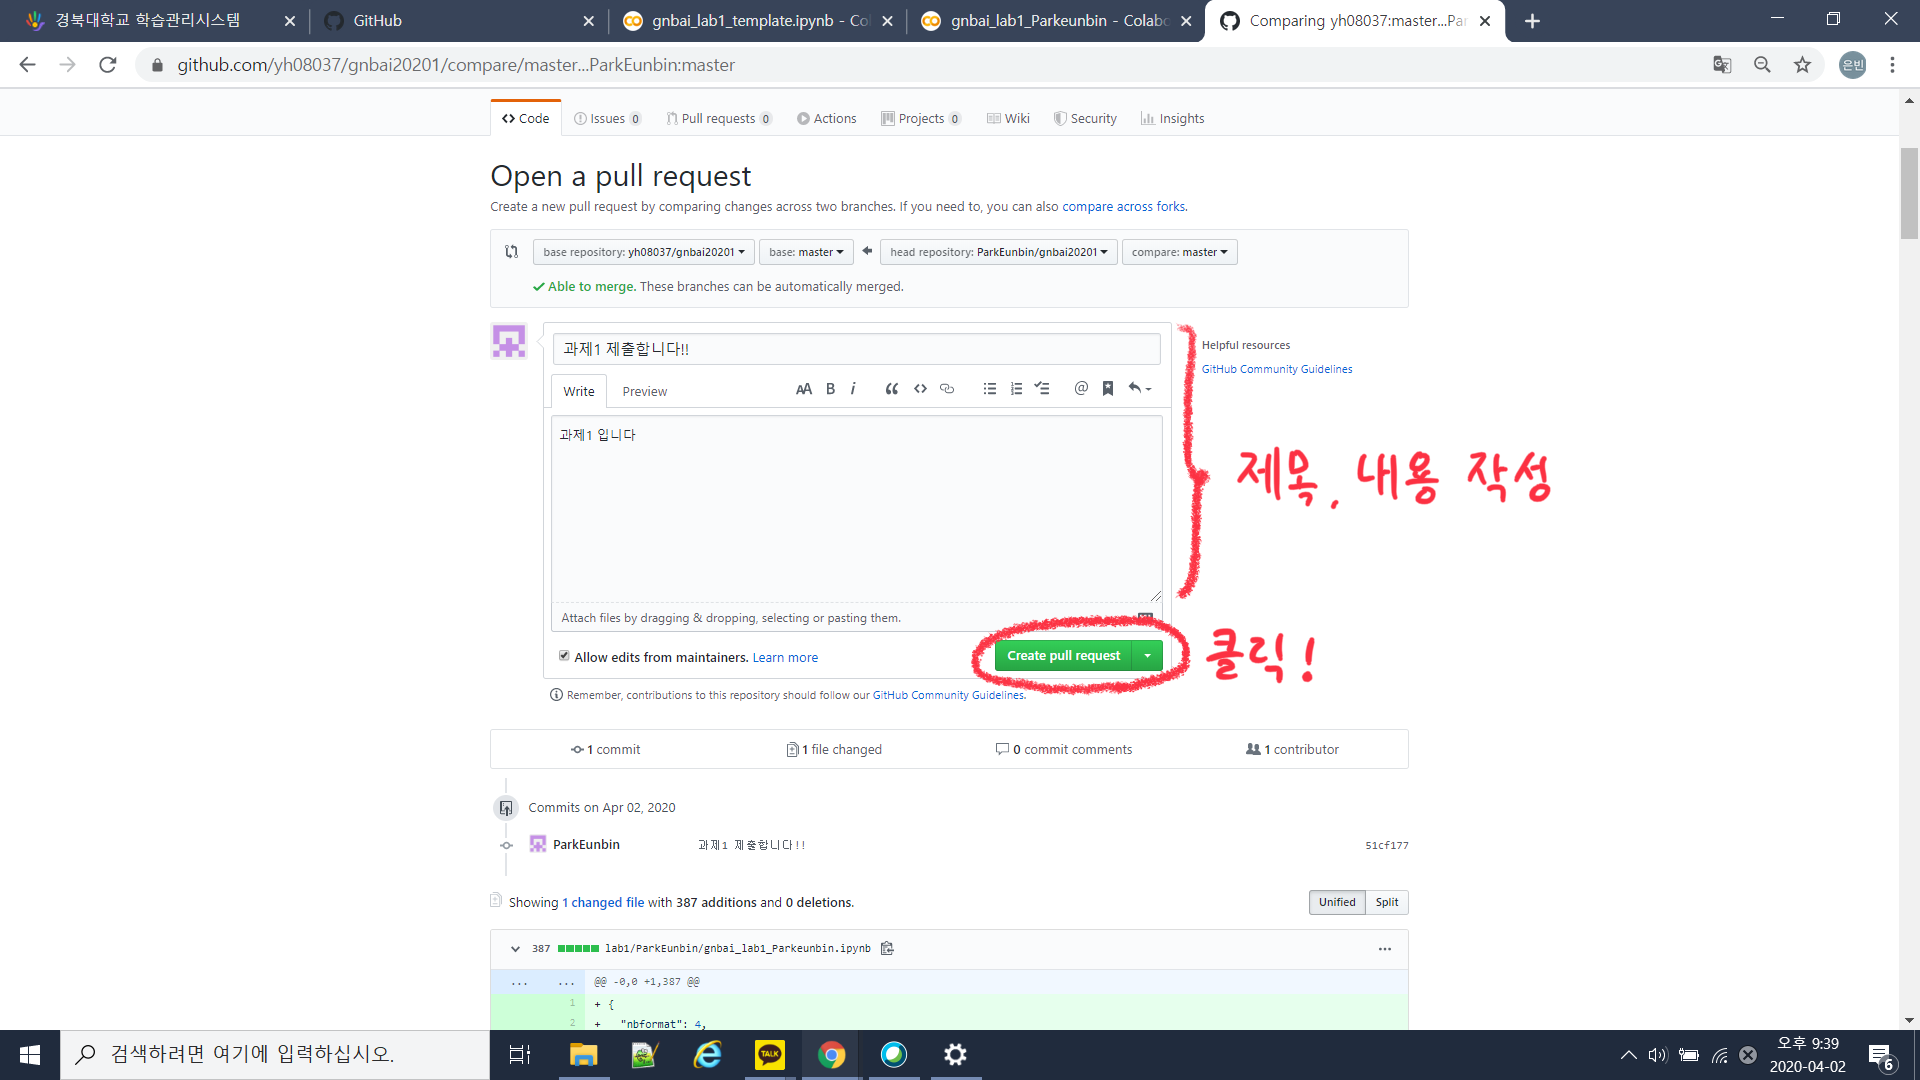 경북대학교 학습관리시스템
GitHub
gnbai_lab1_template.ipynb - Co
gnbai_lab1_Parkeunbin - Colabo
Comparing yh08037:master...Par
github.com/yh08037/gnbai20201/compare/master...ParkEunbin:master
은빈
Code
Issues 0
Pull requests 0
Actions
Projects 0
Wiki
Security
Insights
Open a pull request
Create a new pull request by comparing changes across two branches. If you need to, you can also compare across forks.
base repository: yh08037/gnbai20201
base: master
head repository: ParkEunbin/gnbai20201
compare: master
Able to merge. These branches can be automatically merged.
과제1 제출합니다!!
Helpful resources
GitHub Community Guidelines
Write
Preview
AA B i
과제1 입니다
제목, 내용 작성
Attach files by dragging & dropping, selecting or pasting them.
Allow edits from maintainers. Learn more
Create pull request
클릭!
Remember, contributions to this repository should follow our GitHub Community Guidelines.
1 commit
1 file changed
0 commit comments
1 contributor
Commits on Apr 02, 2020
ParkEunbin
과제1 제출합니다!!
51cf177
Showing 1 changed file with 387 additions and 0 deletions.
Unified
Split
387 lab1/ParkEunbin/gnbai_lab1_Parkeunbin.ipynb
... ... @@ -0,0 +1,387 @@
1 + {
2 + "nbformat": 4,
검색하려면 여기에 입력하십시오.
TALK
오후 9:39
2020-04-02
6